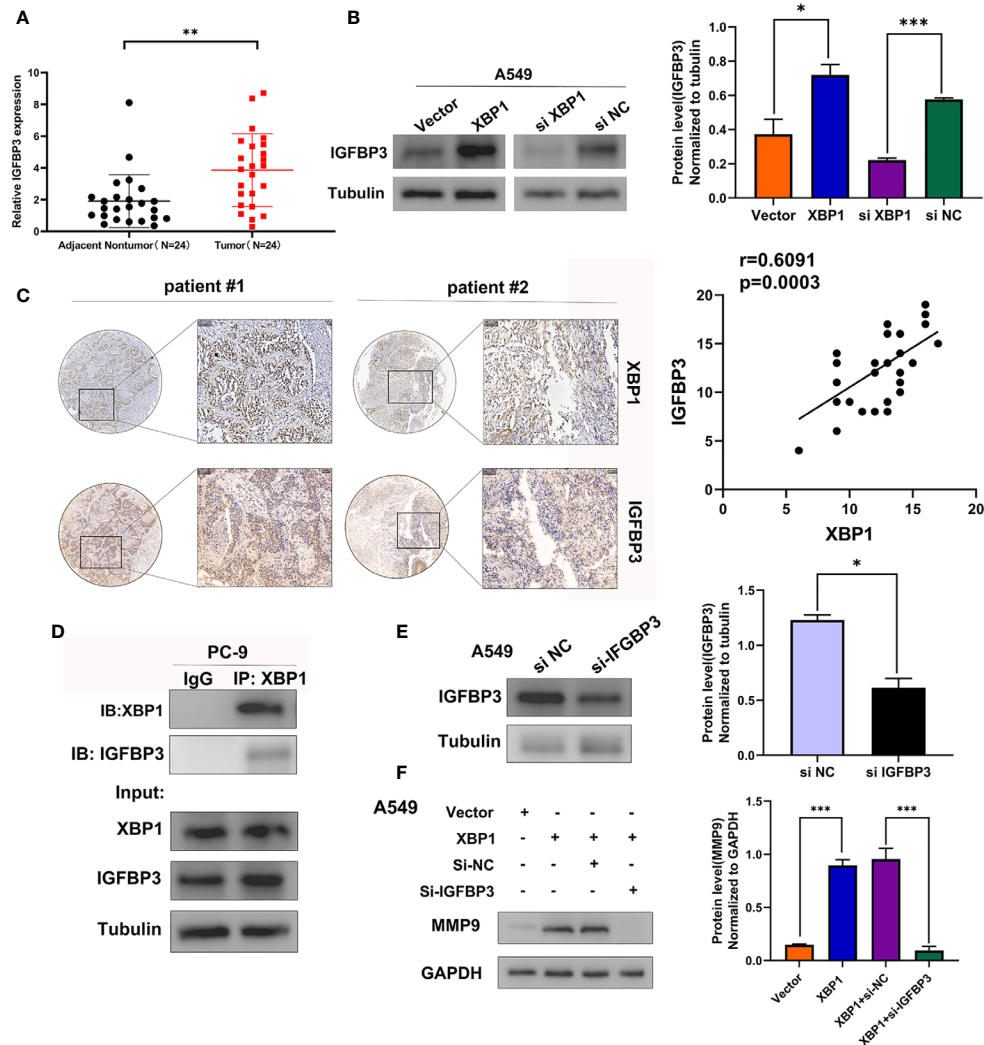 A
**
Relative IGFBP3 expression
10
8
6
4
2
0
Adjacent Nontumor( N=24)
Tumor( N=24)
B
A549
Vector
XBP1
si XBP1
si NC
IGFBP3
Tubulin
*
***
Protein level(IGFBP3)
Normalized to tubulin
1.0
0.8
0.6
0.4
0.2
0.0
Vector
XBP1
si XBP1
si NC
C
patient #1
patient #2
XBP1
IGFBP3
r=0.6091
p=0.0003
IGFBP3
20
15
10
5
0
0
5
10
15
20
XBP1
D
PC-9
IgG
IP: XBP1
IB:XBP1
IB: IGFBP3
Input:
XBP1
IGFBP3
Tubulin
E
A549
si NC
si-IFGBP3
IGFBP3
Tubulin
*
Protein level(IGFBP3)
Normalized to tubulin
1.5
1.0
0.5
0.0
si NC
si IGFBP3
F
A549
Vector + - - -
XBP1 - + + +
Si-NC - - + -
Si-IGFBP3 - - - +
MMP9
GAPDH
***
***
Protein level(MMP9)
Normalized to GAPDH
1.5
1.0
0.5
0.0
Vector
XBP1
XBP1+si-NC
XBP1+si-IGFBP3